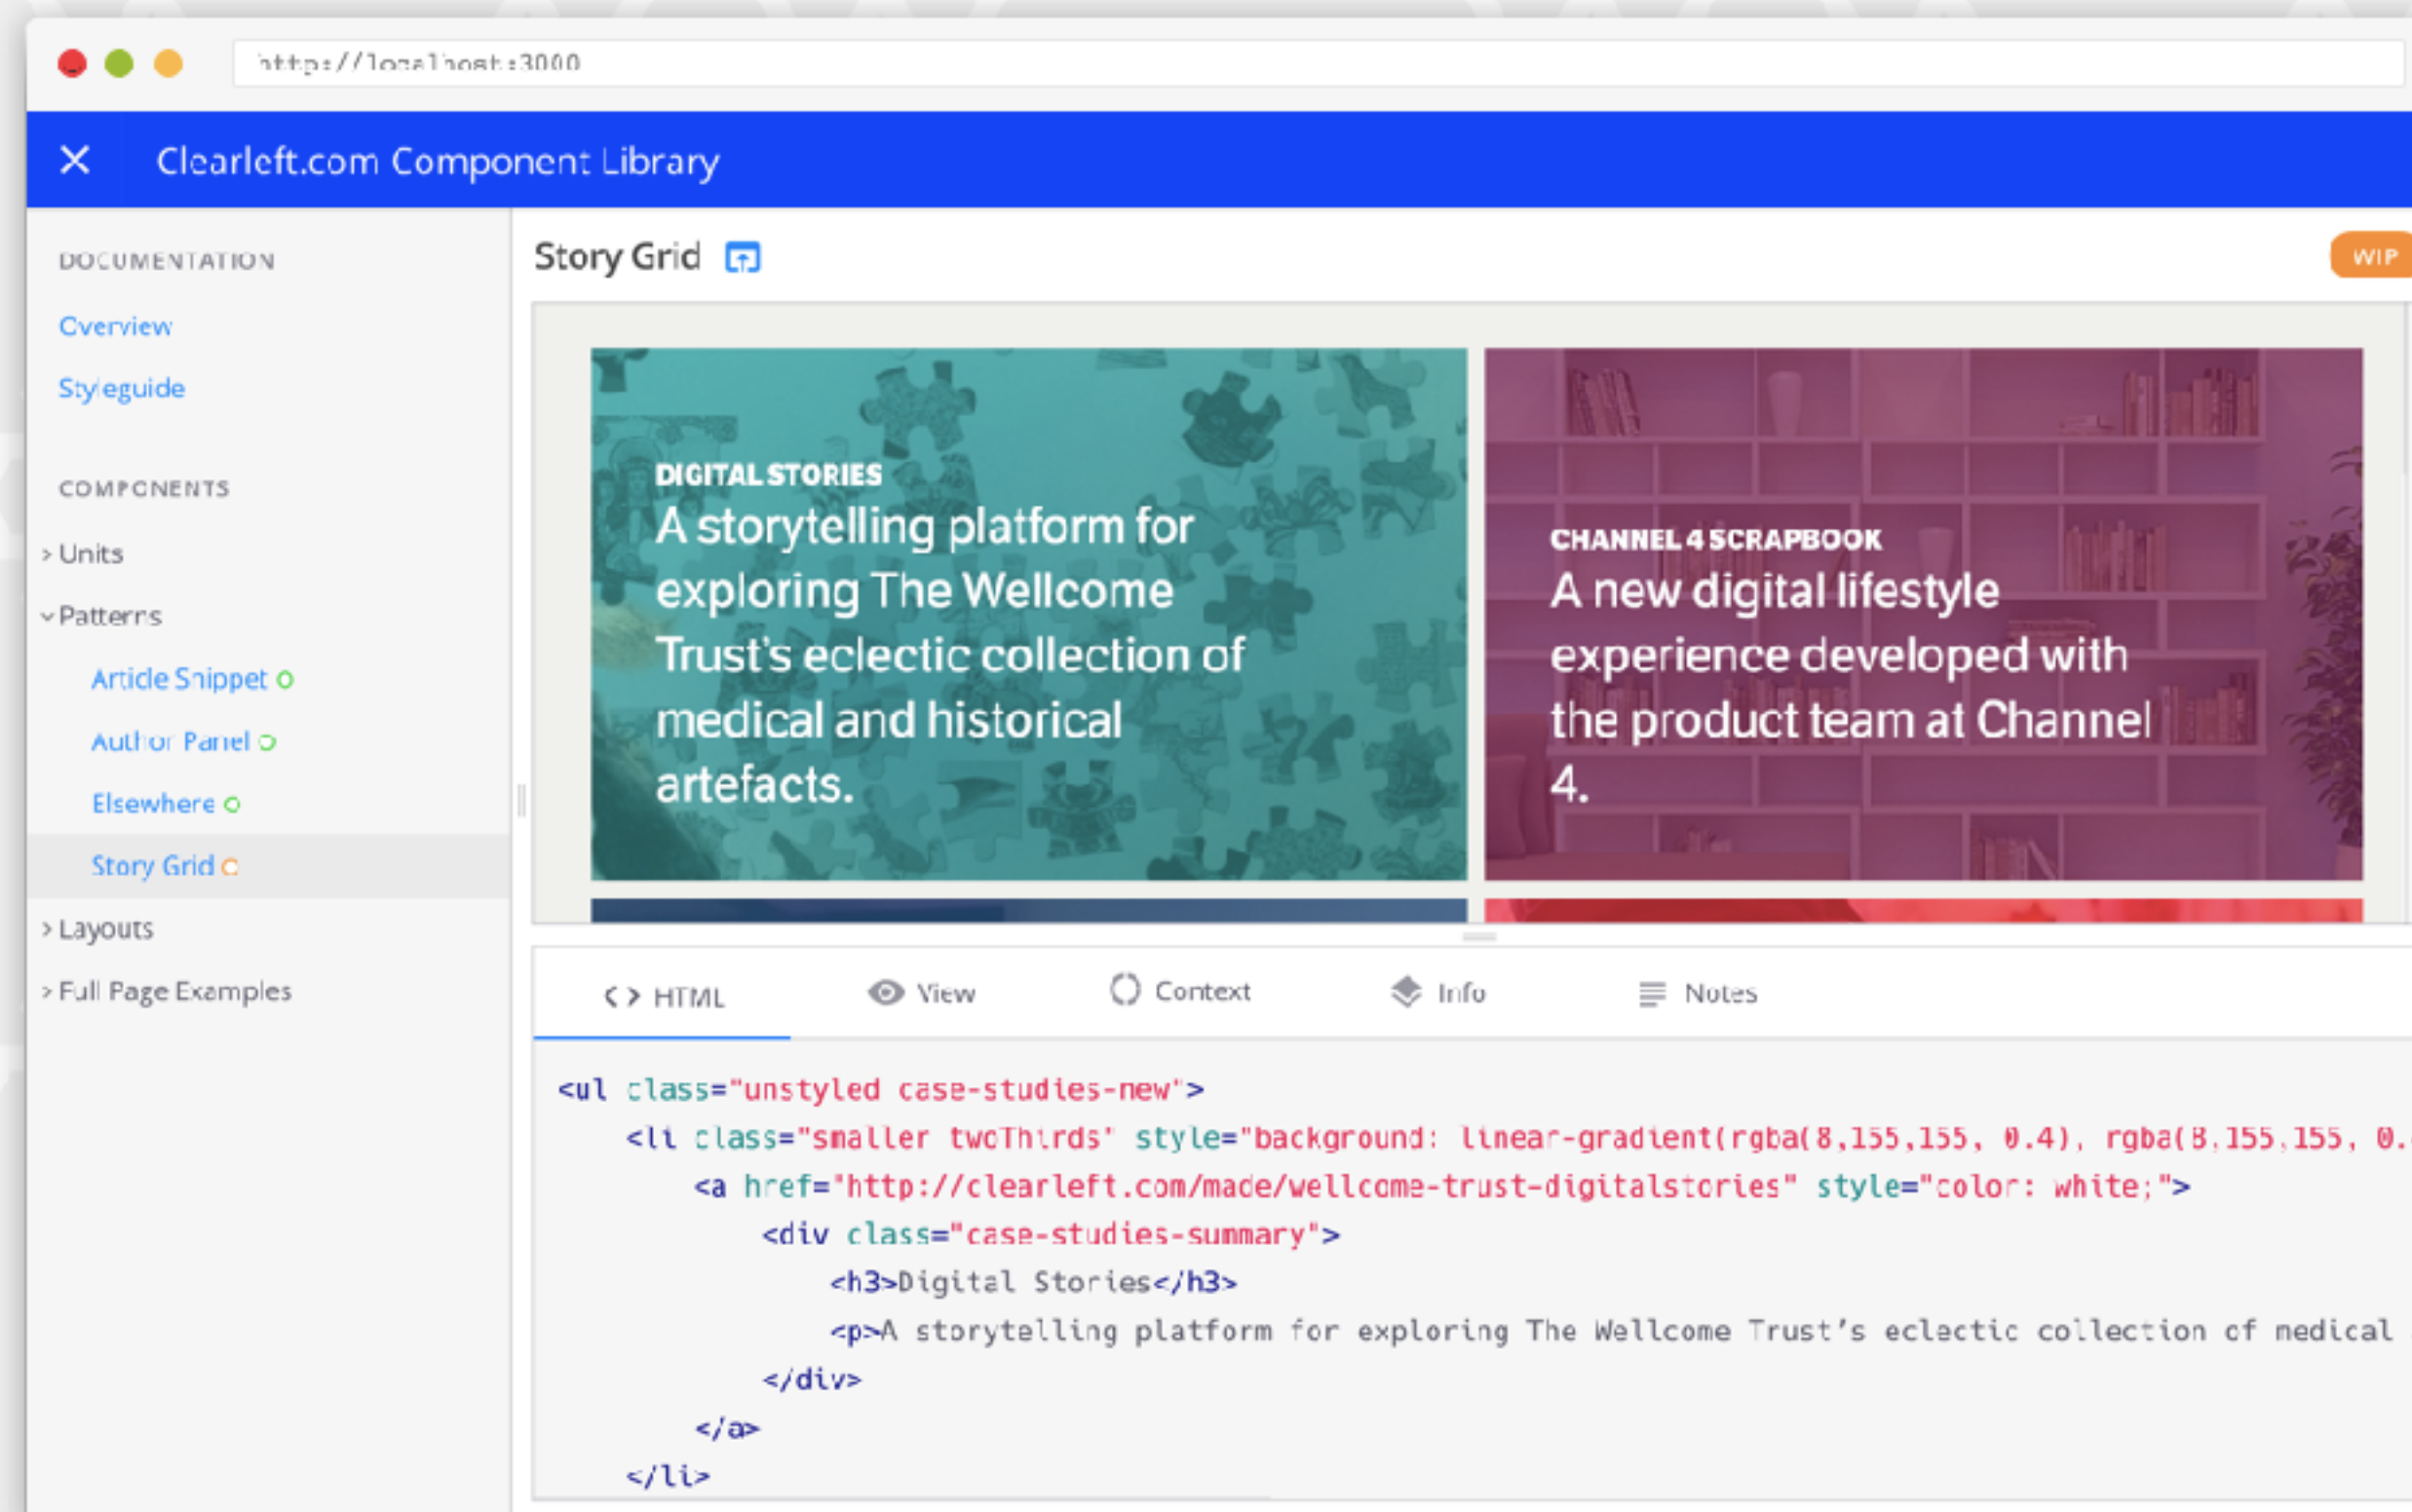 http://localhost:3000
Clearleft.com Component Library
DOCUMENTATION
Overview
Styleguide
COMPONENTS
Units
Patterns
Article Snippet
Author Panel
Elsewhere
Story Grid
Layouts
Full Page Examples
Story Grid
WIP
DIGITAL STORIES
A storytelling platform for
exploring The Wellcome
Trust's eclectic collection of
medical and historical
artefacts.
CHANNEL 4 SCRAPBOOK
A new digital lifestyle
experience developed with
the product team at Channel
4.
< > HTML
View
Context
Info
Notes
<ul class="unstyled case-studies-new">
<li class="smaller twoThirds" style="background: linear-gradient(rgba(8,155,155, 0.4), rgba(8,155,155, 0.
<a href="http://clearleft.com/made/wellcome-trust-digitalstories" style="color: white;">
<div class="case-studies-summary">
<h3>Digital Stories</h3>
<p>A storytelling platform for exploring The Wellcome Trust’s eclectic collection of medical
</div>
</a>
</li>